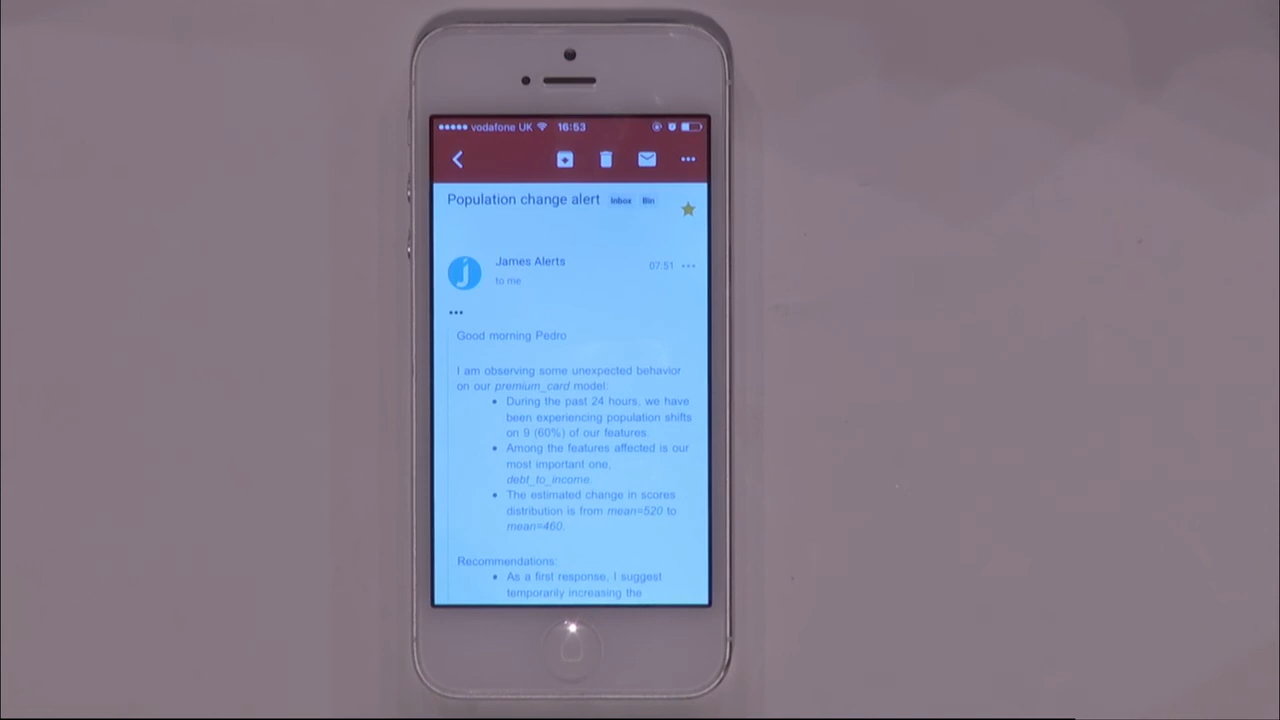 vodafone UK 16:53
Population change alert Inbox Bin
James Alerts
07:51
to me
Good morning Pedro
I am observing some unexpected behavior
on our premium_card model:
• During the past 24 hours, we have
been experiencing population shifts
on 9 (60%) of our features.
• Among the features affected is our
most important one,
debt_to_income.
• The estimated change in scores
distribution is from mean=520 to
mean=460.
Recommendations:
• As a first response, I suggest
temporarily increasing the